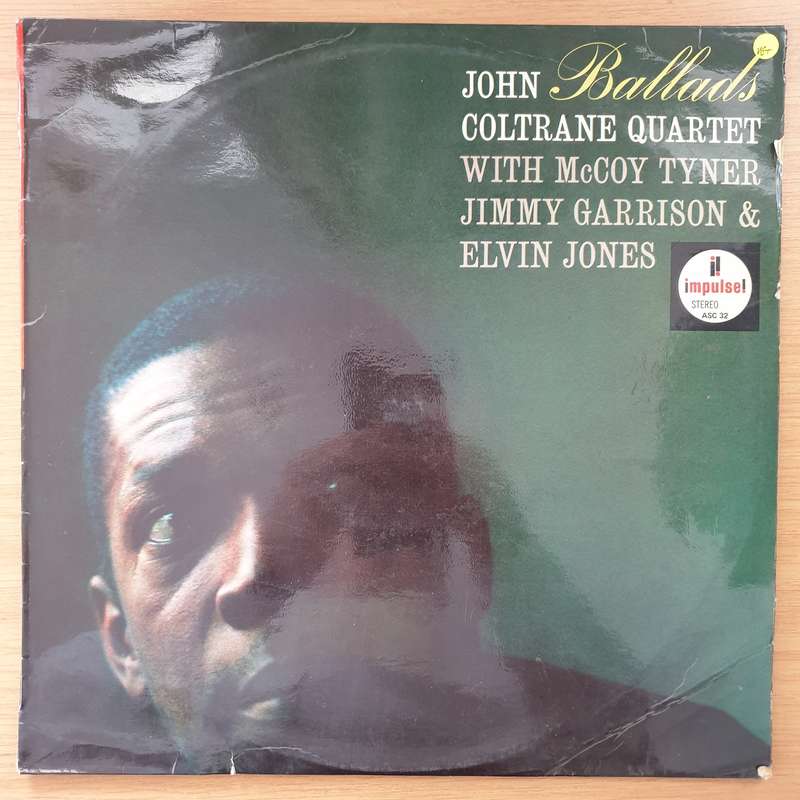 JOHN Ballads
COLTRANE QUARTET
WITH McCOY TYNER
JIMMY GARRISON &
ELVIN JONES
impulse!
STEREO
ASC 32